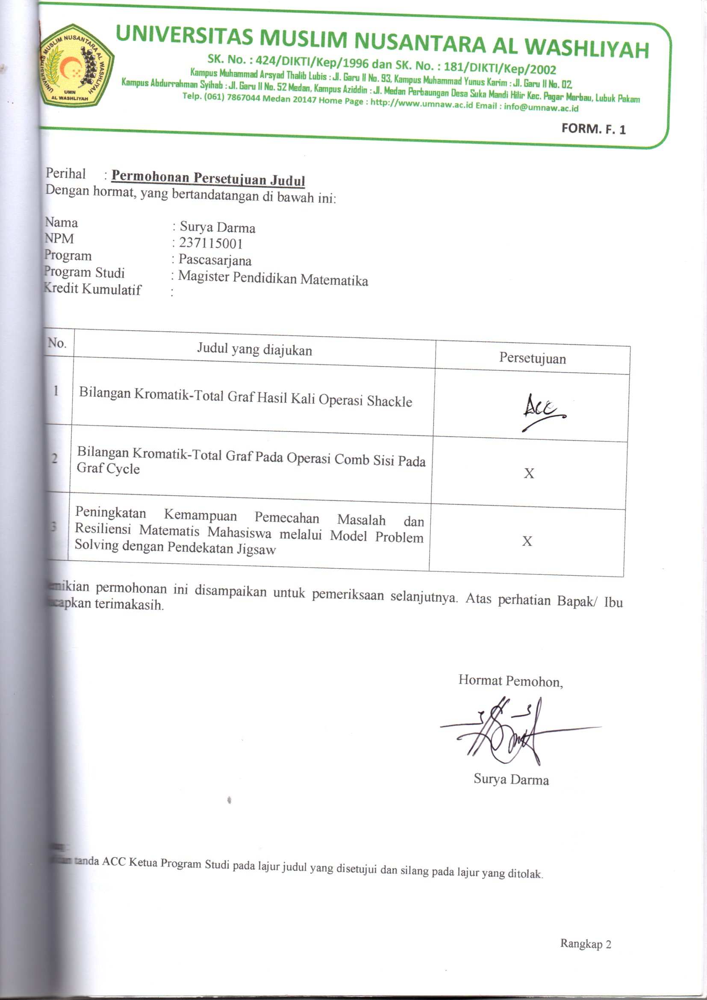 UNIVERSITAS MUSLIM NUSANTARA AL WASHLIYAH
UMN
AL WASHLIYAH
UNIVERSITAS MUSLIM NUSANTARA AL WASHLIYAH
SK. No. : 424/DIKTI/Kep/1996 dan SK. No. : 181/DIKTI/Kep/2002
Kampus Muhammad Arsyad Thalib Lubis : Jl. Garu II No. 93, Kampus Muhammad Yunus Karim : Jl. Garu II No. 02,
Kampus Abdurrahman Syihab : Jl. Garu II No. 52 Medan, Kampus Aziddin : Jl. Medan Perbaungan Desa Suka Mandi Hilir Kec. Pagar Merbau, Lubuk Pakam
Telp. (061) 7867044 Medan 20147 Home Page : http://www.umnaw.ac.id Email : info@umnaw.ac.id
FORM. F. 1
Perihal : Permohonan Persetujuan Judul
Dengan hormat, yang bertandatangan di bawah ini:
Nama : Surya Darma
NPM : 237115001
Program : Pascasarjana
Program Studi : Magister Pendidikan Matematika
Kredit Kumulatif :
No. Judul yang diajukan Persetujuan
1 Bilangan Kromatik-Total Graf Hasil Kali Operasi Shackle Acc
2 Bilangan Kromatik-Total Graf Pada Operasi Comb Sisi Pada
Graf Cycle X
3 Peningkatan Kemampuan Pemecahan Masalah dan
Resiliensi Matematis Mahasiswa melalui Model Problem
Solving dengan Pendekatan Jigsaw X
permohonan ini disampaikan untuk pemeriksaan selanjutnya. Atas perhatian Bapak/ Ibu
terimakasih.
Hormat Pemohon,
Surya Darma
tanda ACC Ketua Program Studi pada lajur judul yang disetujui dan silang pada lajur yang ditolak.
Rangkap 2